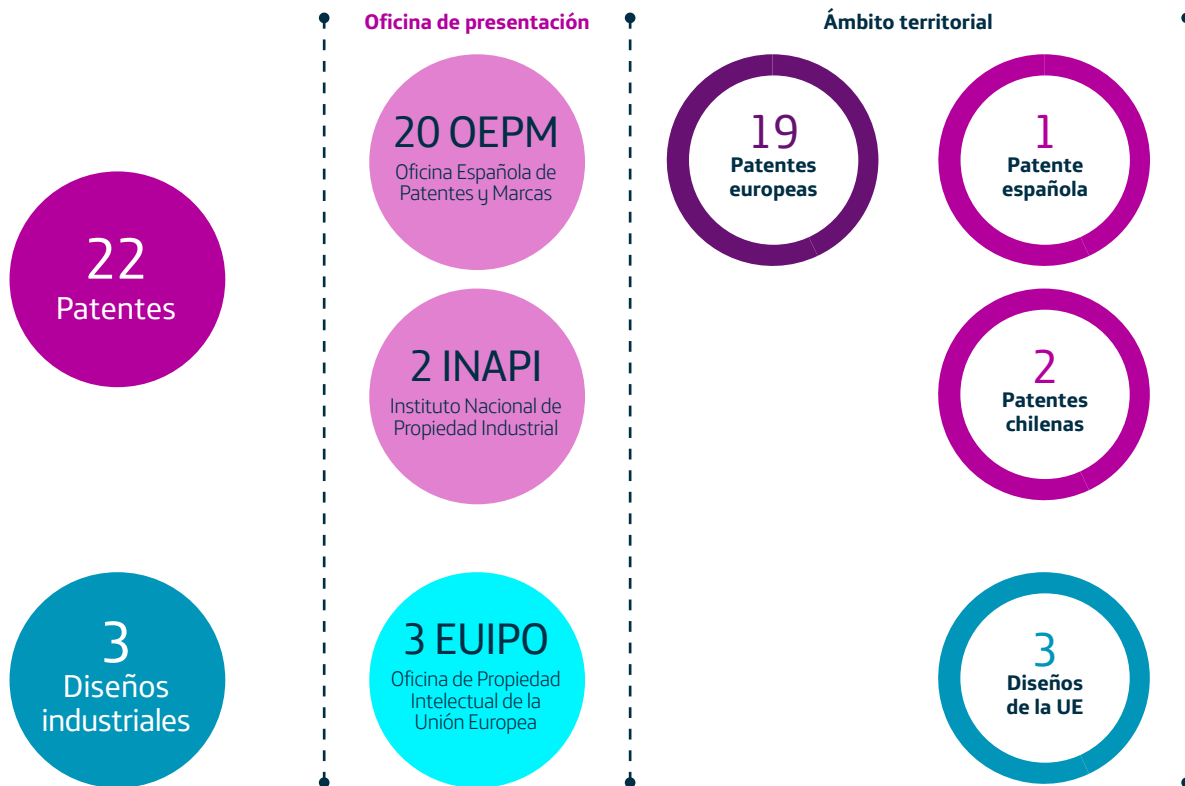 Oficina de presentación
Ámbito territorial
22
Patentes
20 OEPM
Oficina Española de
Patentes y Marcas
19
Patentes
europeas
1
Patente
española
2 INAPI
Instituto Nacional de
Propiedad Industrial
2
Patentes
chilenas
3
Diseños
industriales
3 EUIPO
Oficina de Propiedad
Intelectual de la
Unión Europea
3
Diseños
de la UE